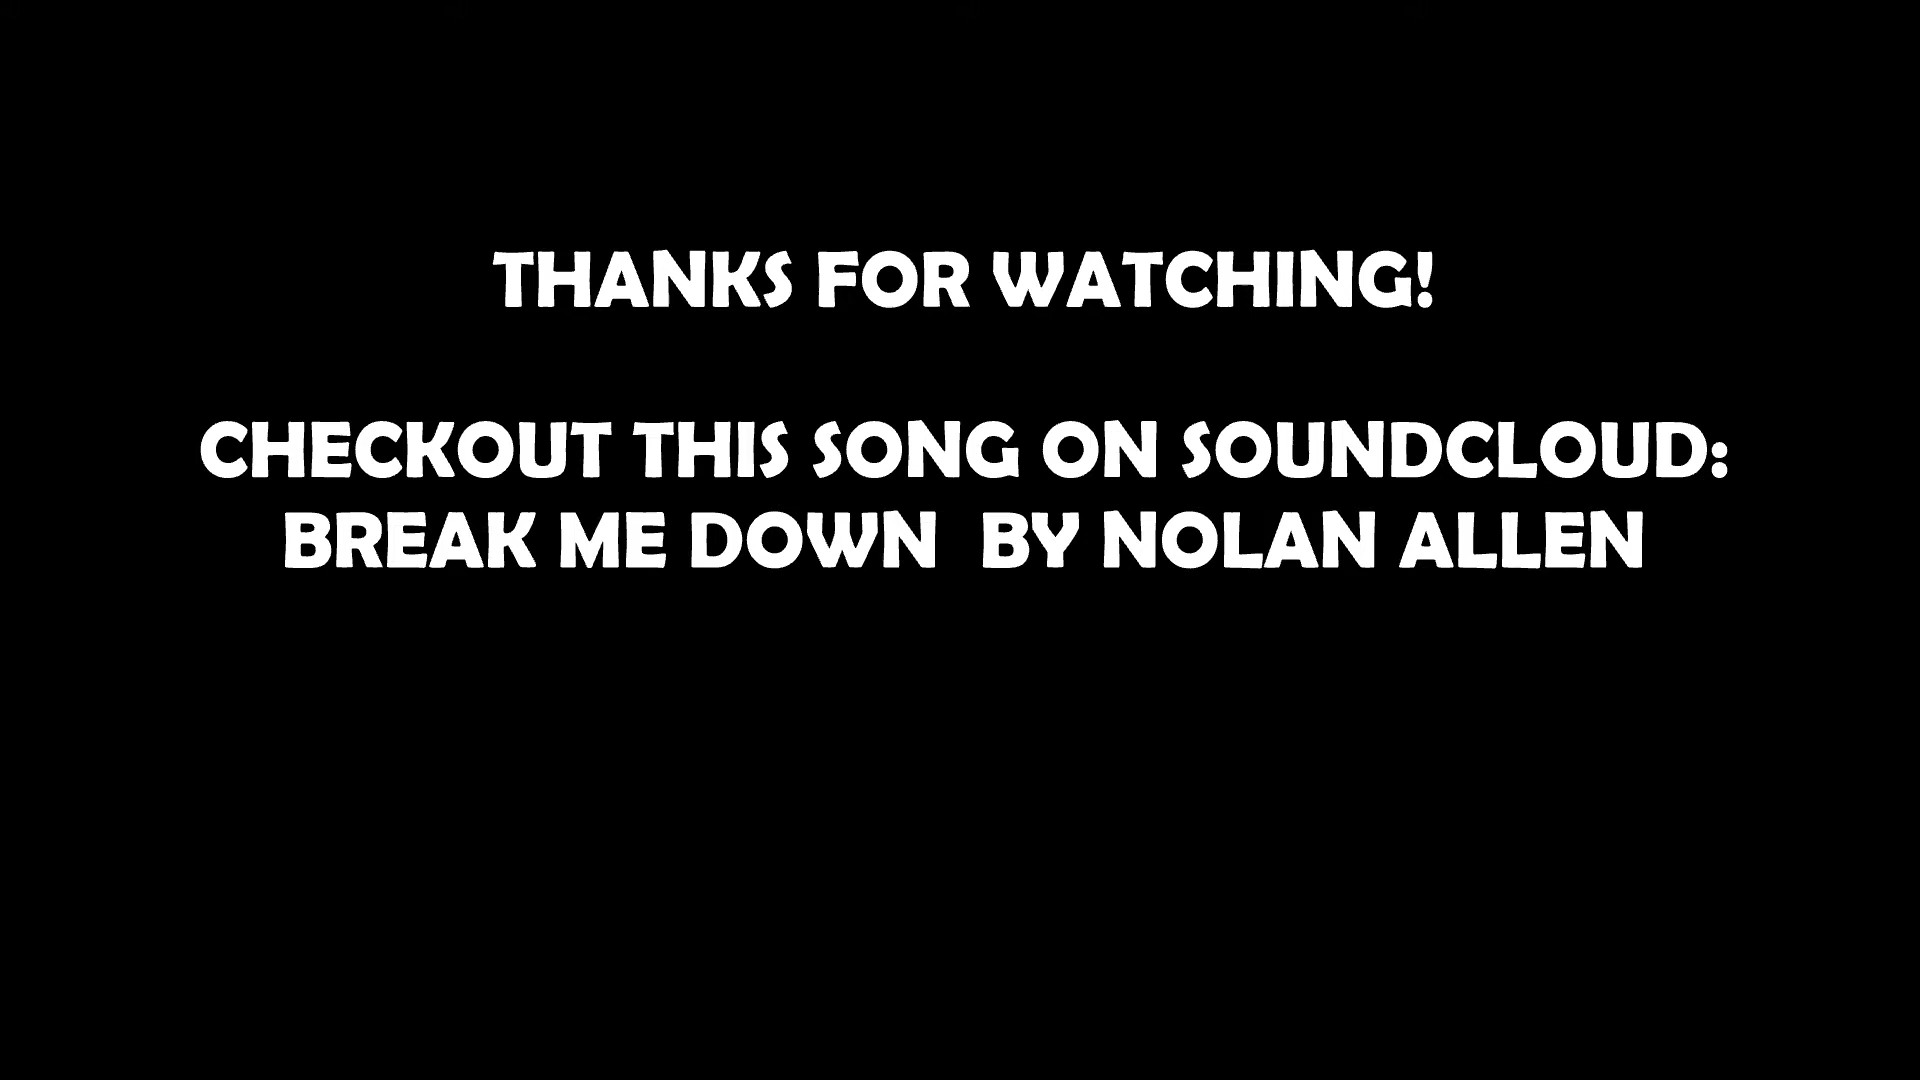 THANKS FOR WATCHING!
CHECKOUT THIS SONG ON SOUNDCLOUD:
BREAK ME DOWN  BY NOLAN ALLEN